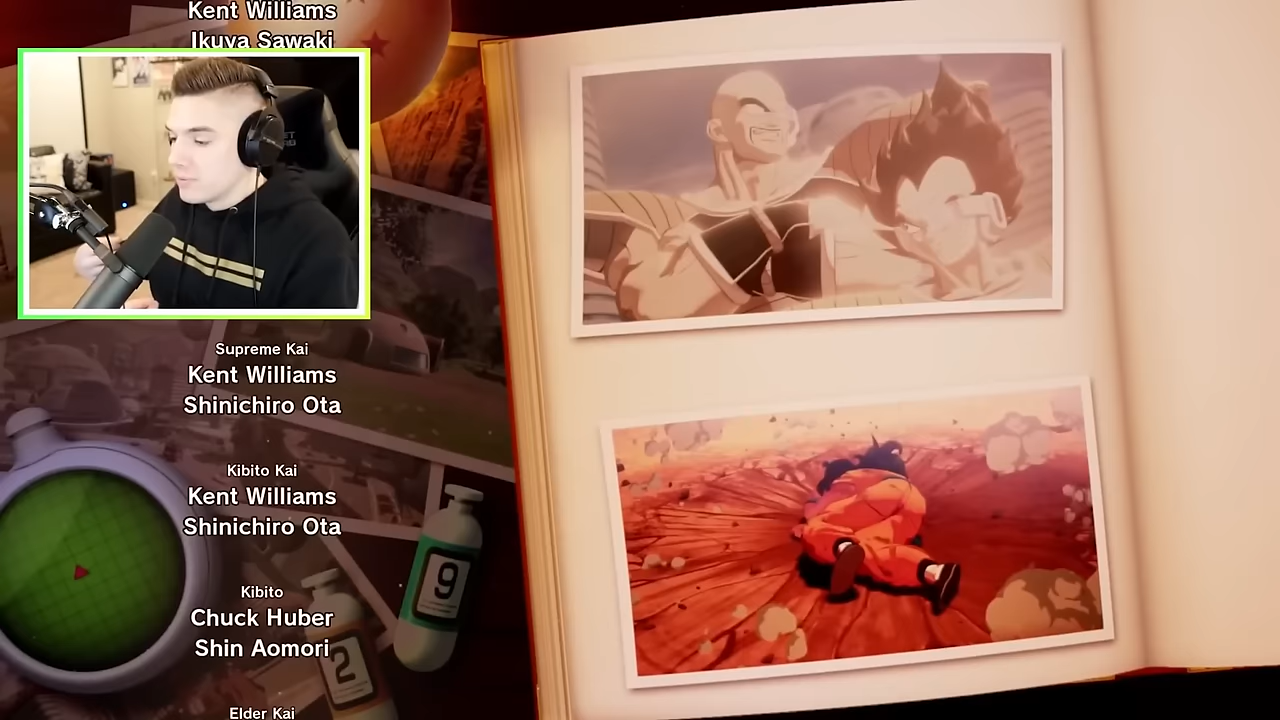 Kent Williams
Ikuya Sawaki
Supreme Kai
Kent Williams
Shinichiro Ota
Kibito Kai
Kent Williams
Shinichiro Ota
9
Kibito
Chuck Huber
Shin Aomori
2
Elder Kai